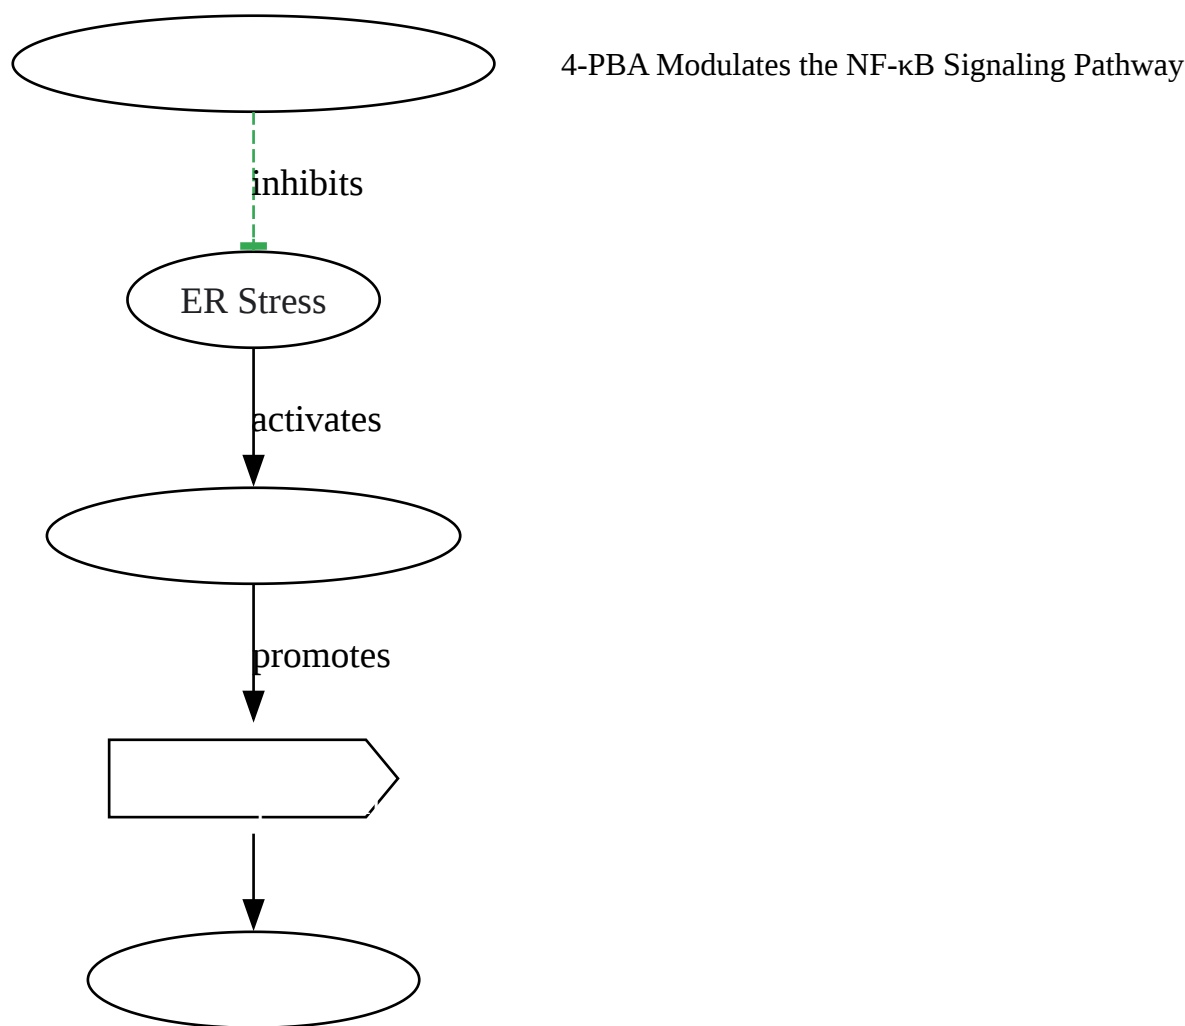 4-PBA Modulates the NF-κB Signaling Pathway
inhibits
ER Stress
activates
promotes